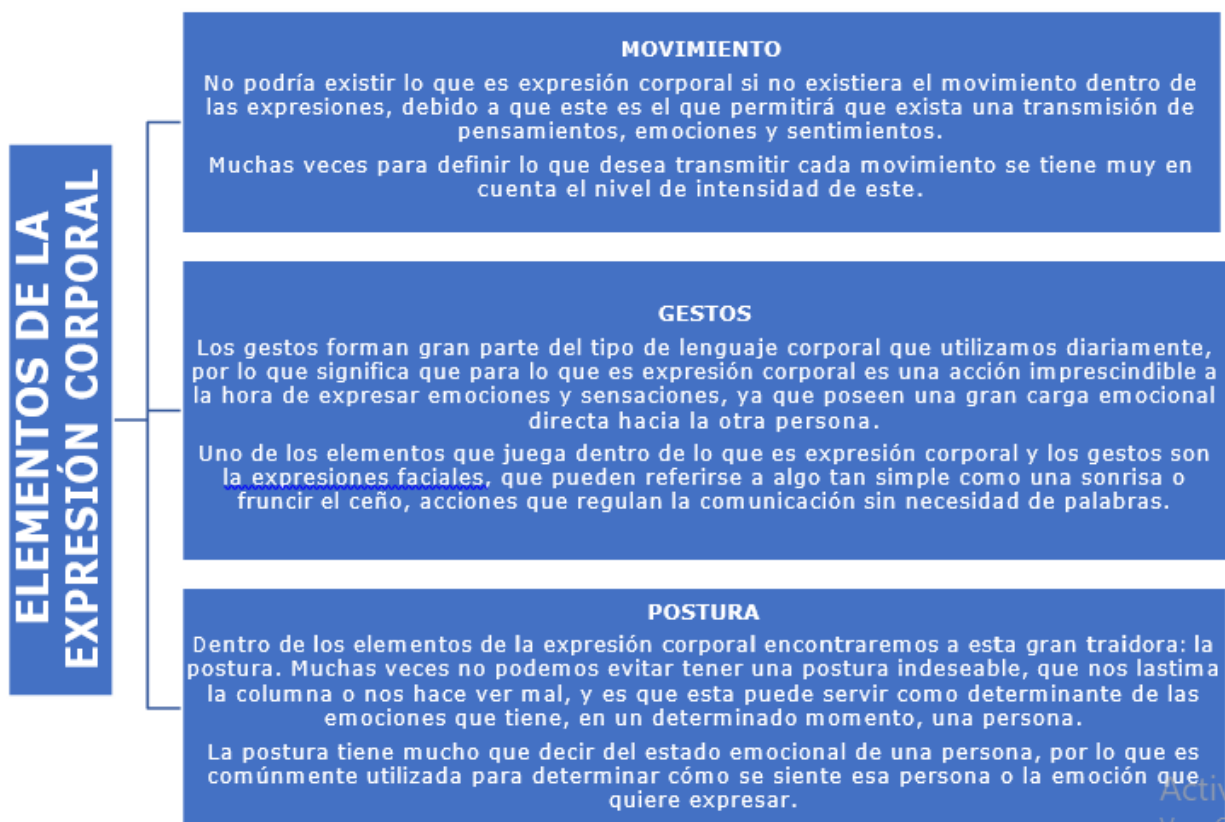 ELEMENTOS DE LA
EXPRESIÓN CORPORAL
MOVIMIENTO
No podría existir lo que es expresión corporal si no existiera el movimiento dentro de
las expresiones, debido a que este es el que permitirá que exista una transmisión de
pensamientos, emociones y sentimientos.
Muchas veces para definir lo que desea transmitir cada movimiento se tiene muy en
cuenta el nivel de intensidad de este.
GESTOS
Los gestos forman gran parte del tipo de lenguaje corporal que utilizamos diariamente,
por lo que significa que para lo que es expresión corporal es una acción imprescindible a
la hora de expresar emociones y sensaciones, ya que poseen una gran carga emocional
directa hacia la otra persona.
Uno de los elementos que juega dentro de lo que es expresión corporal y los gestos son
la expresiones faciales, que pueden referirse a algo tan simple como una sonrisa o
fruncir el ceño, acciones que regulan la comunicación sin necesidad de palabras.
POSTURA
Dentro de los elementos de la expresión corporal encontraremos a esta gran traidora: la
postura. Muchas veces no podemos evitar tener una postura indeseable, que nos lastima
la columna o nos hace ver mal, y es que esta puede servir como determinante de las
emociones que tiene, en un determinado momento, una persona.
La postura tiene mucho que decir del estado emocional de una persona, por lo que es
comúnmente utilizada para determinar cómo se siente esa persona o la emoción que
quiere expresar.
Activ